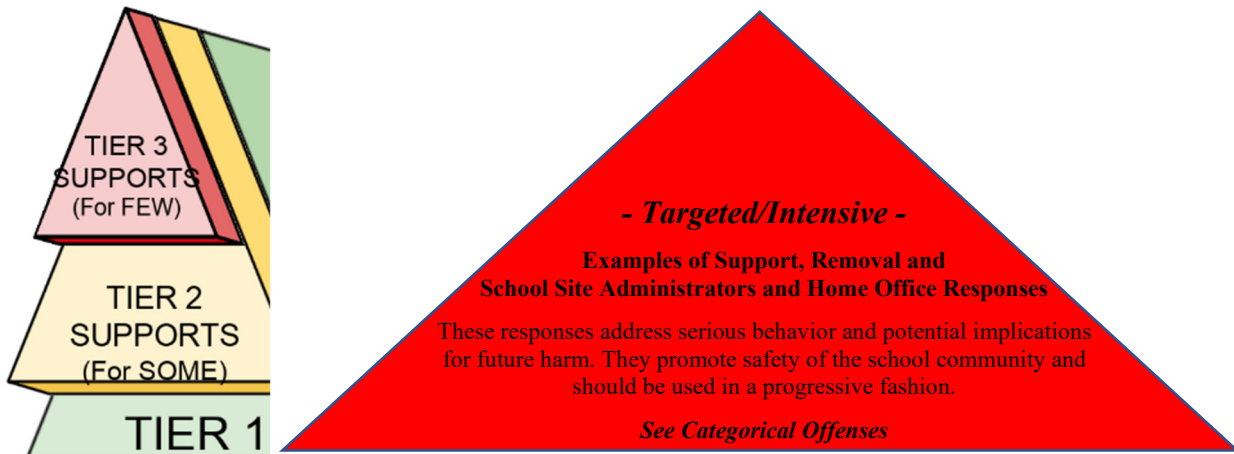 TIER 3
SUPPORTS
(For FEW)
TIER 2
SUPPORTS
(For SOME)
TIER 1
- Targeted/Intensive -
Examples of Support, Removal and
School Site Administrators and Home Office Responses
These responses address serious behavior and potential implications
for future harm. They promote safety of the school community and
should be used in a progressive fashion.
See Categorical Offenses